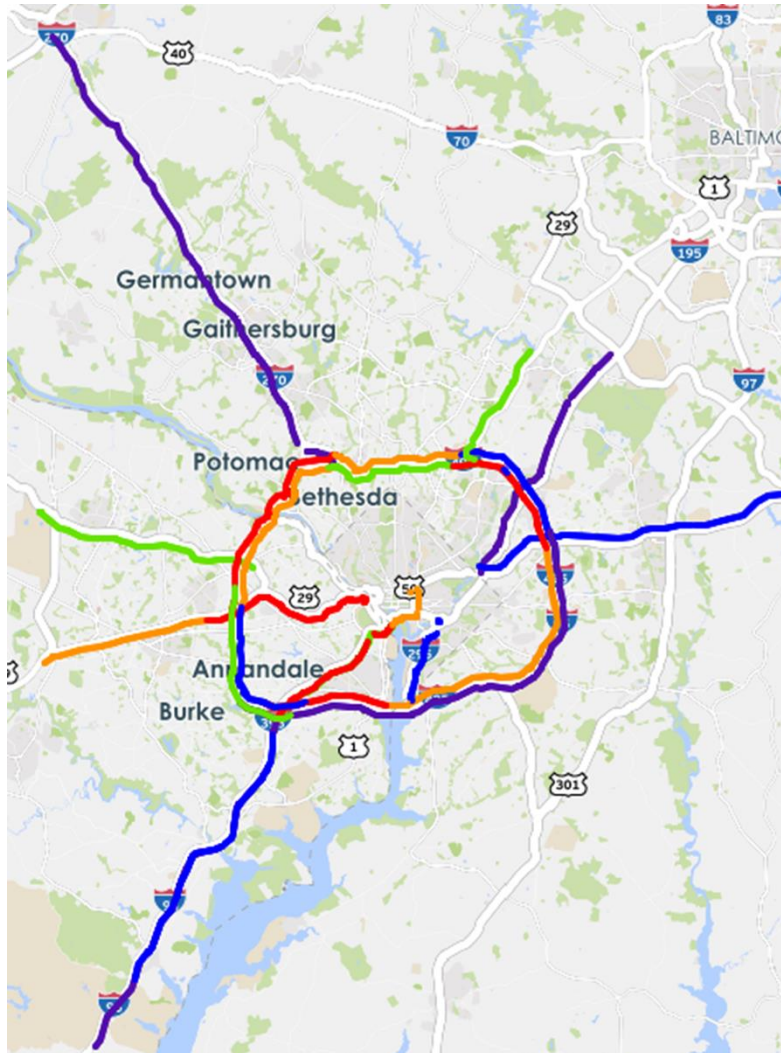 83
270
40
70
BALTIMO
1
29
195
Germantown
Gaithersburg
270
97
Potomac
Bethesda
29
50
295
Annandale
Burke
1
301
95